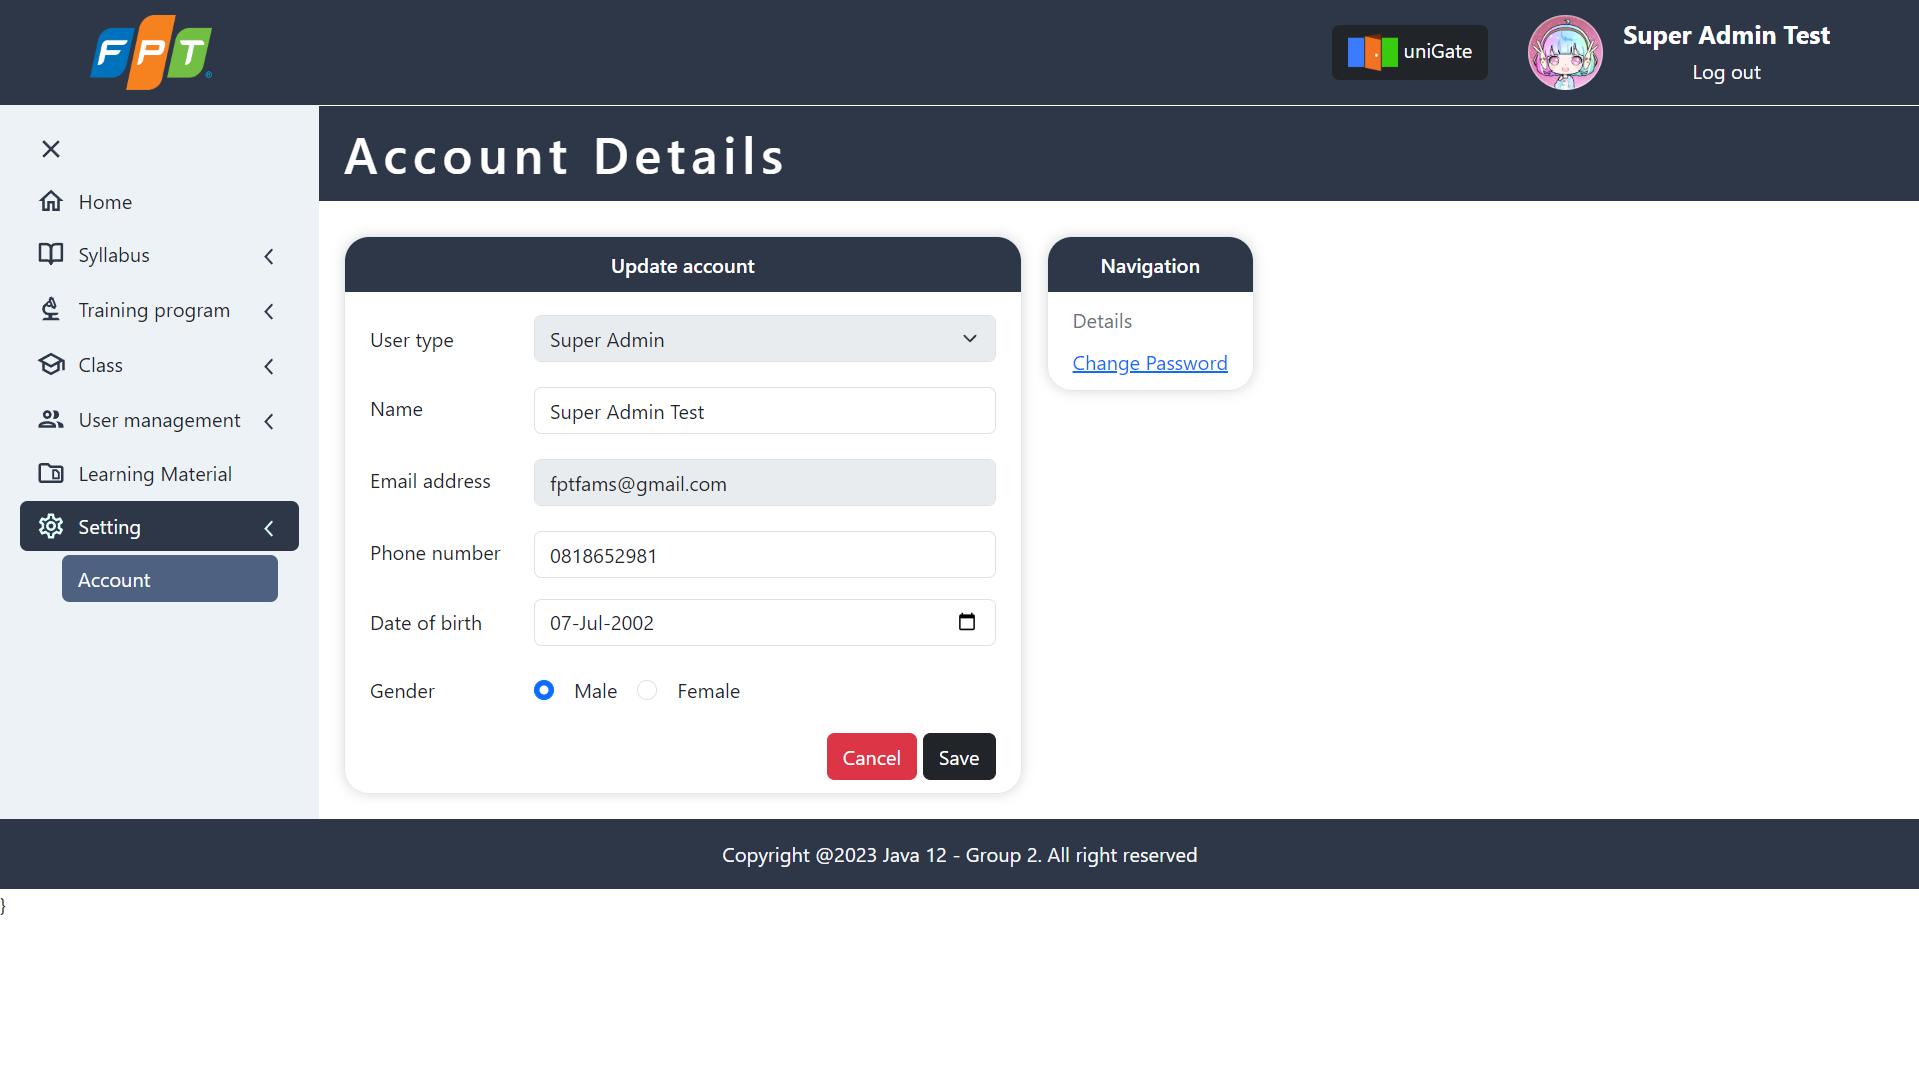 FPT®
uniGate
Super Admin Test
Log out
Account Details
Home
Syllabus
Training program
Class
User management
Learning Material
Setting
Account
Update account
User type
Super Admin
Name
Super Admin Test
Email address
fptfams@gmail.com
Phone number
0818652981
Date of birth
07-Jul-2002
Gender
Male
Female
Cancel
Save
Navigation
Details
Change Password
Copyright @2023 Java 12 - Group 2. All right reserved
}